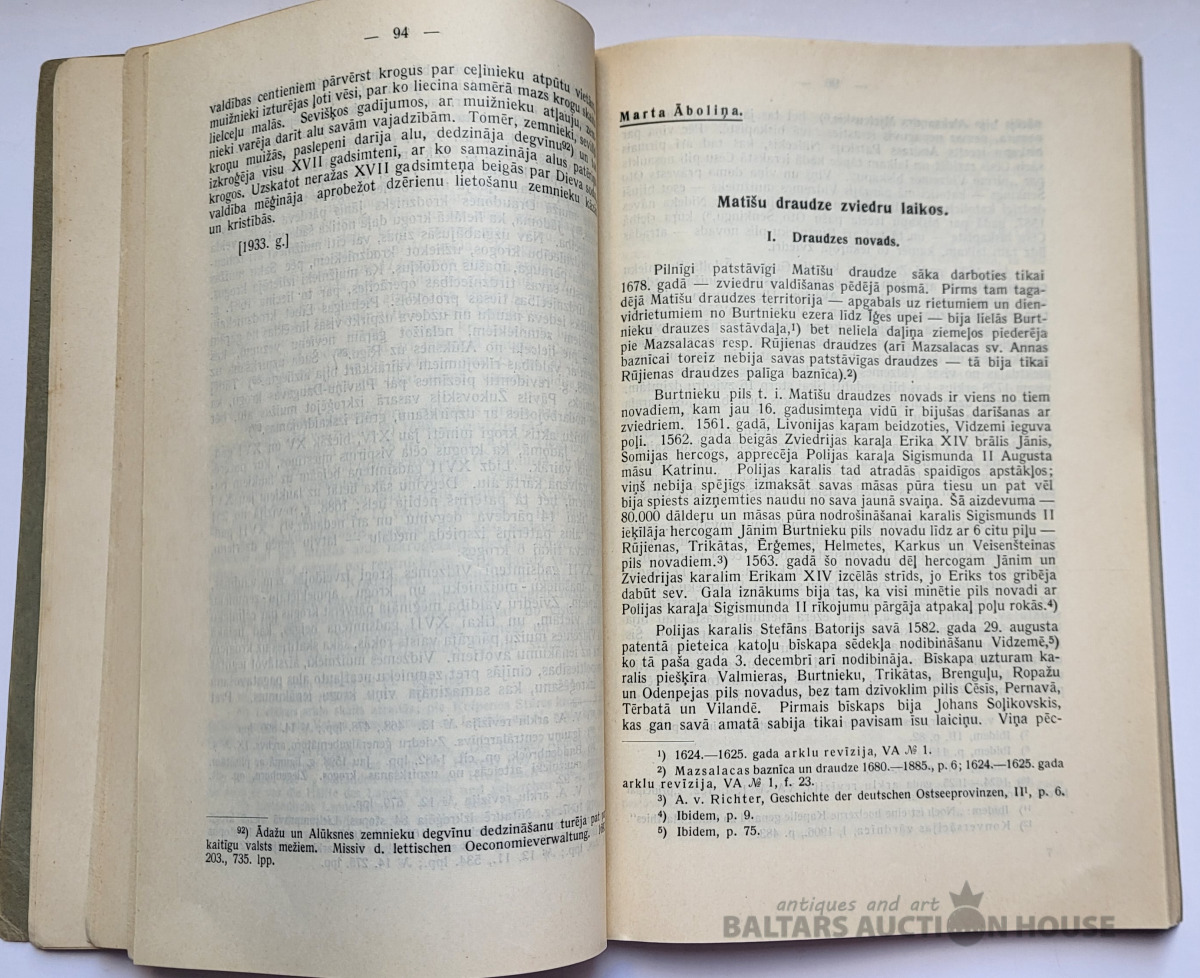 — 94 —
valdības centieniem pārvērst krogus par ceļinieku atpūtu
muižnieki izturējas ļoti vēsi, par ko liecina samērā mazs krogu
lielceļu malās. Sevišķos gadijumos, ar muižnieku atļauju,
nieki varēja darit alu savām vajadzībām. Tomēr, zemnieki,
kroņu muižās, paslepeni darija alu, dedzināja degvīnu⁹²) un
izkroģēja visu XVII gadsimtenī, ar ko samazināja alus
krogos. Uzskatot neražas XVII gadsimteņa beigās par Dieva
valdība mēģināja aprobežot dzērienu lietošanu zemnieku
un kristībās.
[1933. g.]
⁹²) Ādažu un Alūksnes zemnieku degvīnu dedzināšanu turēja
kaitīgu valsts mežiem. Missiv d. lettischen Oeconomieverwaltung.
203., 735. lpp.
Marta Āboliņa.
Matīšu draudze zviedru laikos.
I. Draudzes novads.
Pilnīgi patstāvīgi Matīšu draudze sāka darboties tikai
1678. gadā — zviedru valdīšanas pēdējā posmā. Pirms tam taga-
dējā Matīšu draudzes territorija — apgabals uz rietumiem un dien-
vidrietumiem no Burtnieku ezera līdz Īģes upei — bija lielās Burt-
nieku drauzes sastāvdaļa,¹) bet neliela daļiņa ziemeļos piederēja
pie Mazsalacas resp. Rūjienas draudzes (arī Mazsalacas sv. Annas
baznīcai toreiz nebija savas patstāvīgas draudzes — tā bija tikai
Rūjienas draudzes palīga baznīca).²)
Burtnieku pils t. i. Matīšu draudzes novads ir viens no tiem
novadiem, kam jau 16. gadusimteņa vidū ir bijušas darīšanas ar
zviedriem. 1561. gadā, Livonijas kaŗam beidzoties, Vidzemi ieguva
poļi. 1562. gada beigās Zviedrijas karaļa Erika XIV brālis Jānis,
Somijas hercogs, apprecēja Polijas karaļa Sigismunda II Augusta
māsu Katrinu. Polijas karalis tad atradās spaidīgos apstākļos;
viņš nebija spējīgs izmaksāt savas māsas pūra tiesu un pat vēl
bija spiests aizņemties naudu no sava jaunā svaiņa. Šā aizdevuma —
80.000 dālderu un māsas pūra nodrošināšanai karalis Sigismunds II
ieķīlāja hercogam Jānim Burtnieku pils novadu līdz ar 6 citu piļu —
Rūjienas, Trikātas, Ērģemes, Helmetes, Karkus un Veisenšteinas
pils novadiem.³) 1563. gadā šo novadu dēļ hercogam Jānim un
Zviedrijas karalim Erikam XIV izcēlās strīds, jo Eriks tos gribēja
dabūt sev. Gala iznākums bija tas, ka visi minētie pils novadi ar
Polijas karaļa Sigismunda II rīkojumu pārgāja atpakaļ poļu rokās.⁴)
Polijas karalis Stefāns Batorijs savā 1582. gada 29. augusta
patentā pieteica katoļu bīskapa sēdekļa nodibināšanu Vidzemē,⁵)
ko tā paša gada 3. decembrī arī nodibināja. Bīskapa uzturam ka-
ralis piešķīra Valmieras, Burtnieku, Trikātas, Brenguļu, Ropažu
un Odenpejas pils novadus, bez tam dzīvoklim pilis Cēsis, Pernavā,
Tērbatā un Vilandē. Pirmais bīskaps bija Johans Soļikovskis,
kas gan savā amatā sabija tikai pavisam īsu laiciņu. Viņa pēc-
¹) 1624.—1625. gada arklu revīzija, VA № 1.
²) Mazsalacas baznīca un draudze 1680.—1885., p. 6; 1624.—1625. gada
arklu revīzija, VA № 1, f. 23.
³) A. v. Richter, Geschichte der deutschen Ostseeprovinzen, II¹, p. 6.
⁴) Ibidem, p. 9.
⁵) Ibidem, p. 75.
antiques and art
BALTARS AUCTION HOUSE